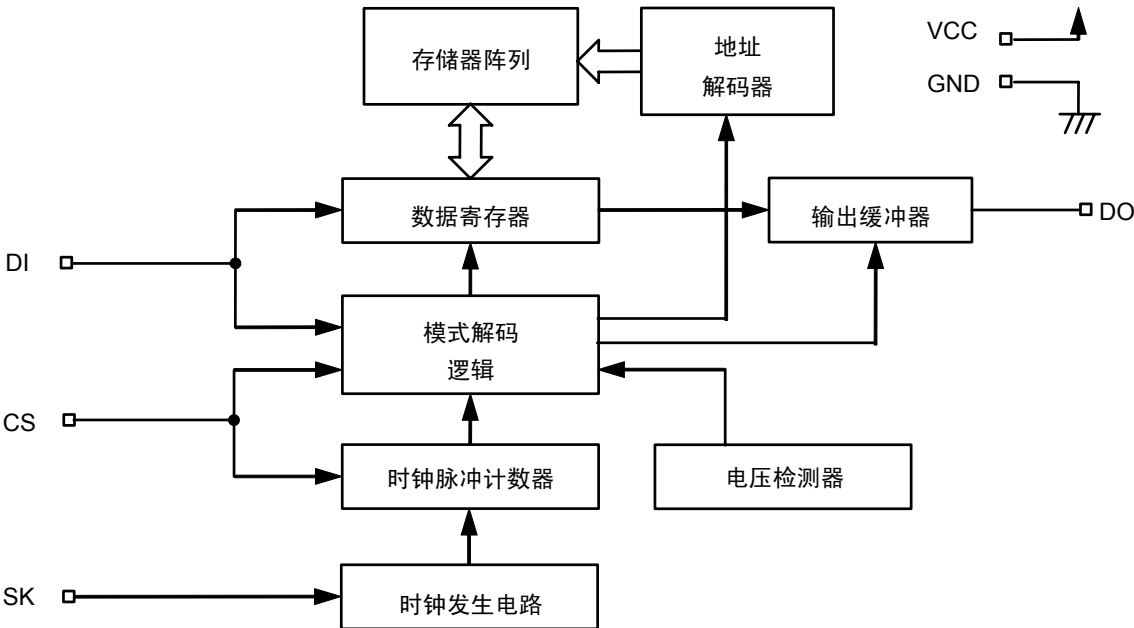 存储器阵列
地址
解码器
VCC
GND
数据寄存器
输出缓冲器
DO
DI
模式解码
逻辑
CS
时钟脉冲计数器
电压检测器
SK
时钟发生电路